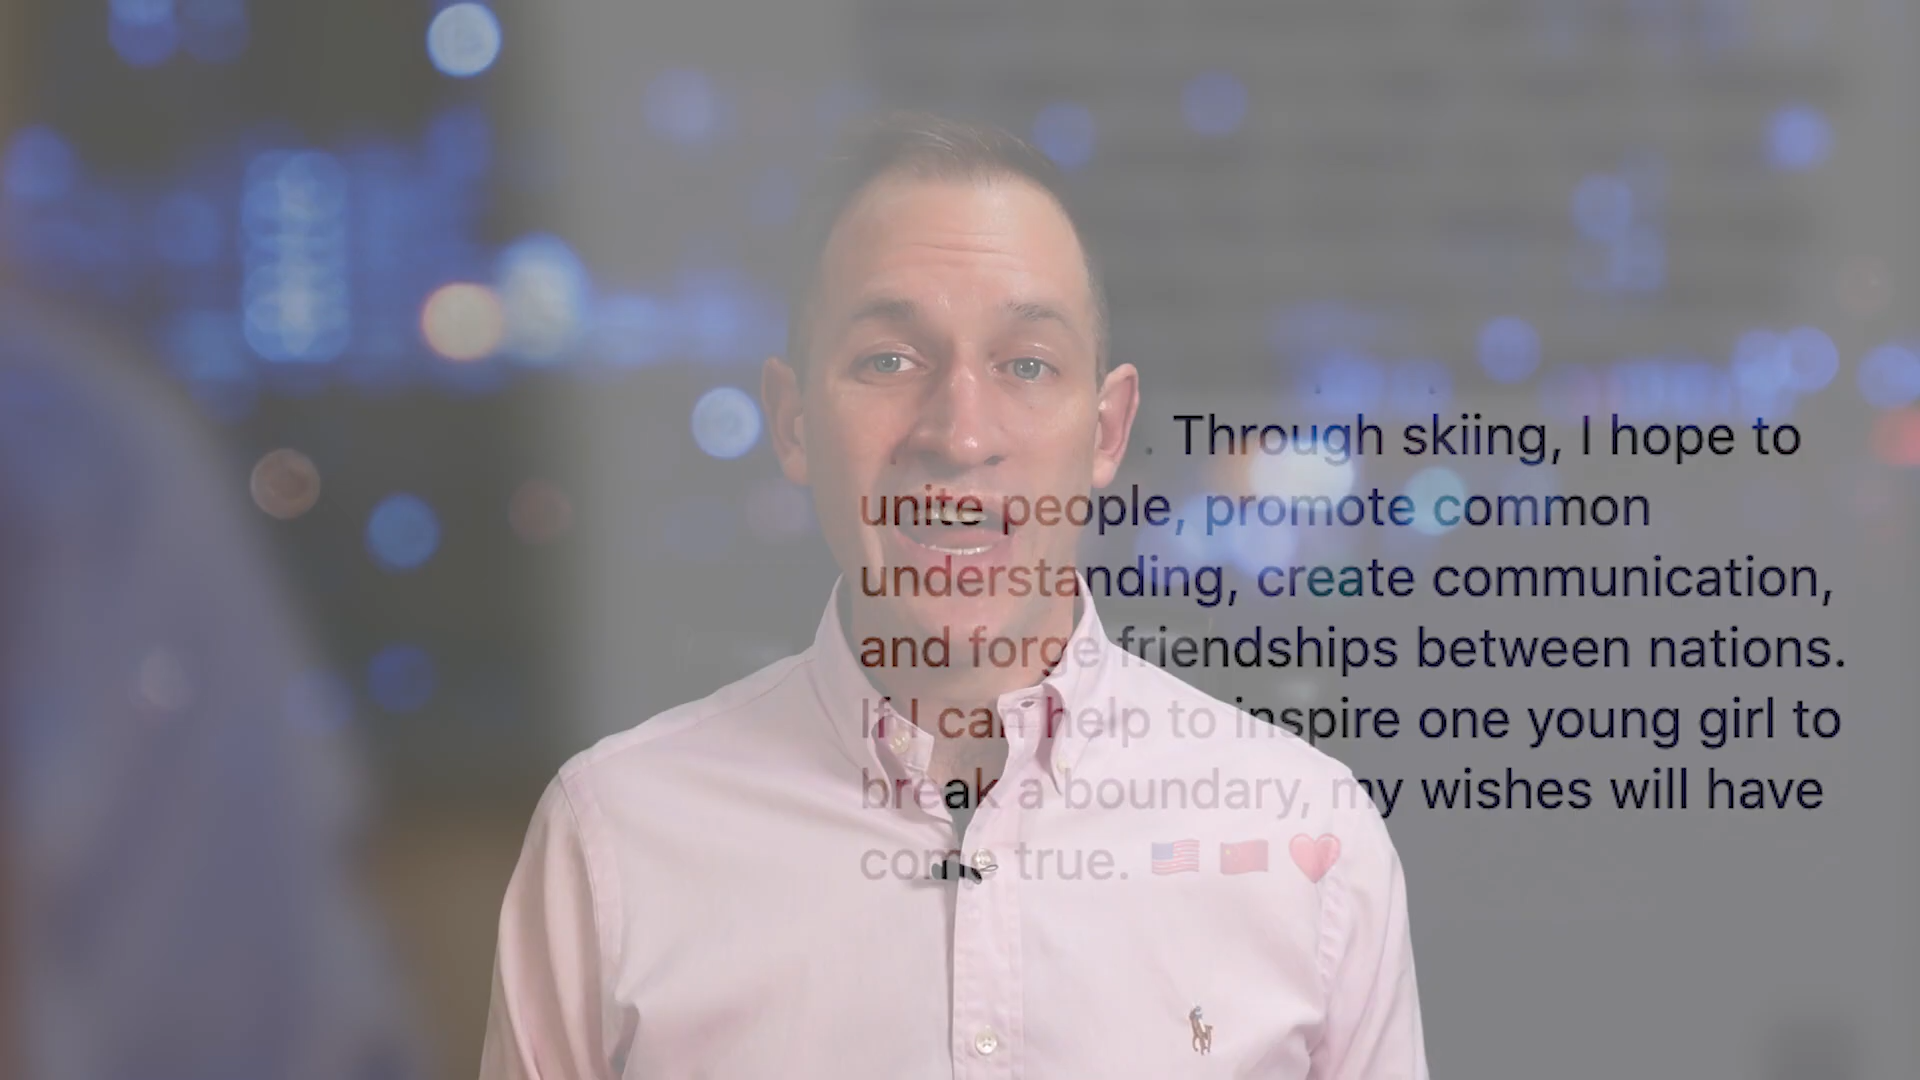 . Through skiing, I hope to
unite people, promote common
understanding, create communication,
and forge friendships between nations.
If I can help to inspire one young girl to
break a boundary, my wishes will have
come true. 🇺🇸 🇨🇳 ❤️